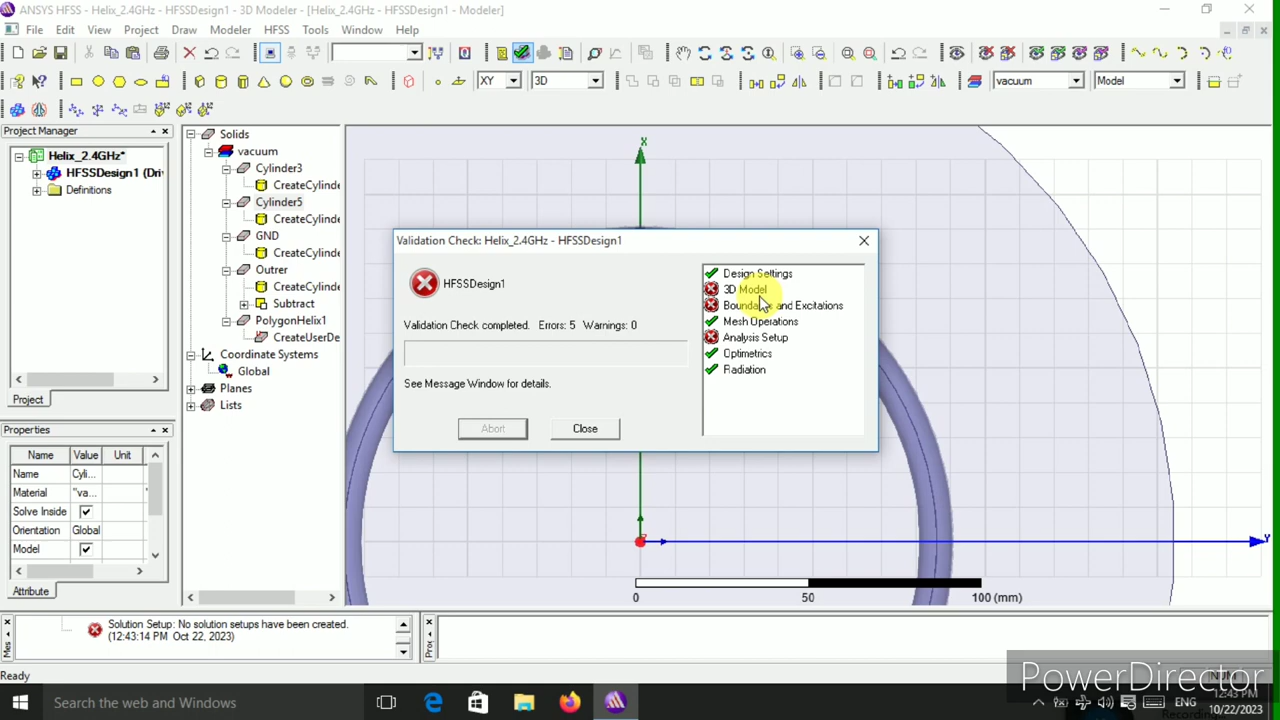 ANSYS HFSS - Helix_2.4GHz - HFSSDesign1 - 3D Modeler - [Helix_2.4GHz - HFSSDesign1 - Modeler]
File Edit View Project Draw Modeler HFSS Tools Window Help
XY 3D vacuum Model
Project Manager
Helix_2.4GHz*
HFSSDesign1 (Driv
Definitions
Project
Solids
vacuum
Cylinder3
CreateCylinde
Cylinder5
CreateCylinde
GND
CreateCylinde
Outrer
CreateCylinde
Subtract
PolygonHelix1
CreateUserDe
Coordinate Systems
Global
Planes
Lists
Properties
Name Value Unit
Name Cyli...
Material "va...
Solve Inside
Orientation Global
Model
Attribute
X
Y
0 50 100 (mm)
Validation Check: Helix_2.4GHz - HFSSDesign1
HFSSDesign1
Validation Check completed. Errors: 5 Warnings: 0
See Message Window for details.
Abort Close
Design Settings
3D Model
Boundaries and Excitations
Mesh Operations
Analysis Setup
Optimetrics
Radiation
Solution Setup: No solution setups have been created.
(12:43:14 PM Oct 22, 2023)
Ready
NUM
PowerDirector
Search the web and Windows
ENG
12:43 PM
10/22/2023